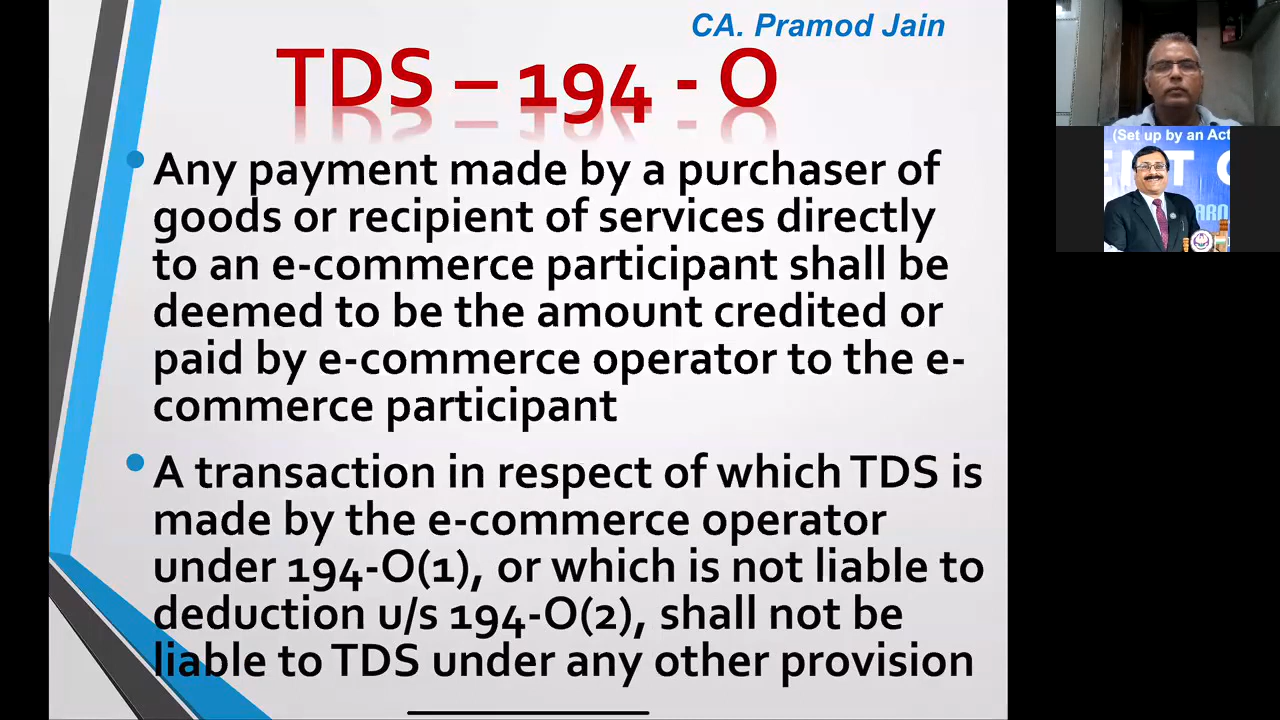 CA. Pramod Jain
TDS – 194 - O
• Any payment made by a purchaser of
goods or recipient of services directly
to an e-commerce participant shall be
deemed to be the amount credited or
paid by e-commerce operator to the e-
commerce participant
• A transaction in respect of which TDS is
made by the e-commerce operator
under 194-O(1), or which is not liable to
deduction u/s 194-O(2), shall not be
liable to TDS under any other provision
(Set up by an Act